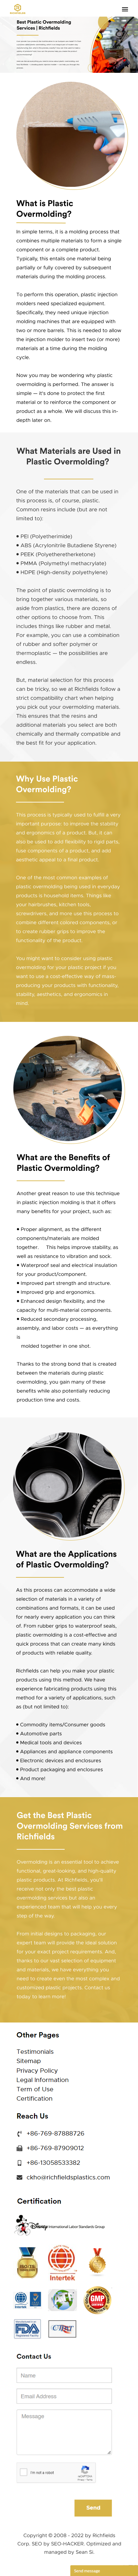 Best Plastic Overmolding
Services | Richfields
What is Plastic
Overmolding?
In simple terms, it is a molding process that
combines multiple materials to form a single
component or a complete product.
Typically, this entails one material being
partially or fully covered by subsequent
materials during the molding process.
To perform this operation, plastic injection
molders need specialized equipment.
Specifically, they need unique injection
molding machines that are equipped with
two or more barrels. This is needed to allow
the injection molder to insert two (or more)
materials at a time during the molding
cycle.
Now you may be wondering why plastic
overmolding is performed. The answer is
simple — it's done to protect the first
material or to reinforce the component or
product as a whole. We will discuss this in-
depth later on.
What Materials are Used in
Plastic Overmolding?
One of the materials that can be used in
this process is, of course, plastic.
Common resins include (but are not
limited to):
● PEI (Polyetherimide)
● ABS (Acrylonitrile Butadiene Styrene)
● PEEK (Polyetheretherketone)
● PMMA (Polymethyl methacrylate)
● HDPE (High-density polyethylene)
The point of plastic overmolding is to
bring together various materials, so
aside from plastics, we can also use
other materials to do this process. That
includes things like rubber and metal.
For example, you can use a combination
of rubber and softer polymer or
thermoplastic — the possibilities are
endless.
But, material selection for this process
can be tricky, so we at Richfields follow a
compatibility chart when helping
you pick out your component materials.
This ensures that the resins and
additional materials you use are both
chemically and thermally compatible and
the best fit for your application.
Why Use Plastic
Overmolding?
This process is typically used to fulfill a very
important purpose: to improve the stability
and ergonomics of a product. But, it can
also be used to add flexibility to rigid parts,
fuse components of a product, and add
aesthetic appeal to a final product.
One of the most common examples of
plastic overmolding being used in everyday
products is household items. Things like
your hairbrushes, kitchen tools,
screwdrivers, and more use this process to
combine different colored components, or
to create rubber grips to improve the
functionality of the product.
You might want to consider using plastic
overmolding for your plastic project if you
want to use a cost-effective way of mass-
producing your products with functionality,
stability, aesthetics, and ergonomics in
mind.
What are the Benefits of
Plastic Overmolding?
Another great reason to use this technique
in plastic injection molding is that it offers
many benefits for your project, such as:
● Proper alignment, as the different
components/materials are molded
together. This helps improve stability, as
well as resistance to vibration and sock.
● Waterproof seal and electrical insulation
for your product/component.
● Improved part strength and structure.
● Improved grip and ergonomics.
● Enhanced design flexibility, and the
capacity for multi-material components.
● Reduced secondary processing,
assembly, and labor costs — as everything
is
molded together in one shot.
Thanks to the strong bond that is created
between the materials during plastic
overmolding, you gain many of these
benefits while also potentially reducing
production time and costs.
What are the Applications
of Plastic Overmolding?
As this process can accommodate a wide
selection of materials in a variety of
combinations and formats, it can be used
for nearly every application you can think
of. From rubber grips to waterproof seals,
plastic overmolding is a cost-effective and
quick process that can create many kinds
of products with reliable quality.
Richfields can help you make your plastic
products using this method. We have
experience fabricating products using this
method for a variety of applications, such
as (but not limited to):
● Commodity items/Consumer goods
● Automotive parts
● Medical tools and devices
● Appliances and appliance components
● Electronic devices and enclosures
● Product packaging and enclosures
● And more!
Get the Best Plastic
Overmolding Services from
Richfields
Overmolding is an essential tool to achieve
functional, great-looking, and high-quality
plastic products. At Richfields, you'll
receive not only the best plastic
overmolding services but also an
experienced team that will help you every
step of the way.
From initial designs to packaging, our
expert team will provide the ideal solution
for your exact project requirements. And,
thanks to our vast selection of equipment
and materials, we have everything you
need to create even the most complex and
customized plastic projects. Contact us
today to learn more!
Other Pages
Testimonials
Sitemap
Privacy Policy
Legal Information
Term of Use
Certification
Reach Us
+86-769-87888726
+86-769-87909012
+86-13058533382
ckho@richfieldsplastics.com
Certification
Disney International Labor Standards Group
Intertek
GMP
FDA
Contact Us
Name
Email Address
Message
I'm not a robot
reCAPTCHA
Send
Copyright © 2008 - 2022 by Richfields
Corp. SEO by SEO-HACKER. Optimized and
managed by Sean Si.
Send message